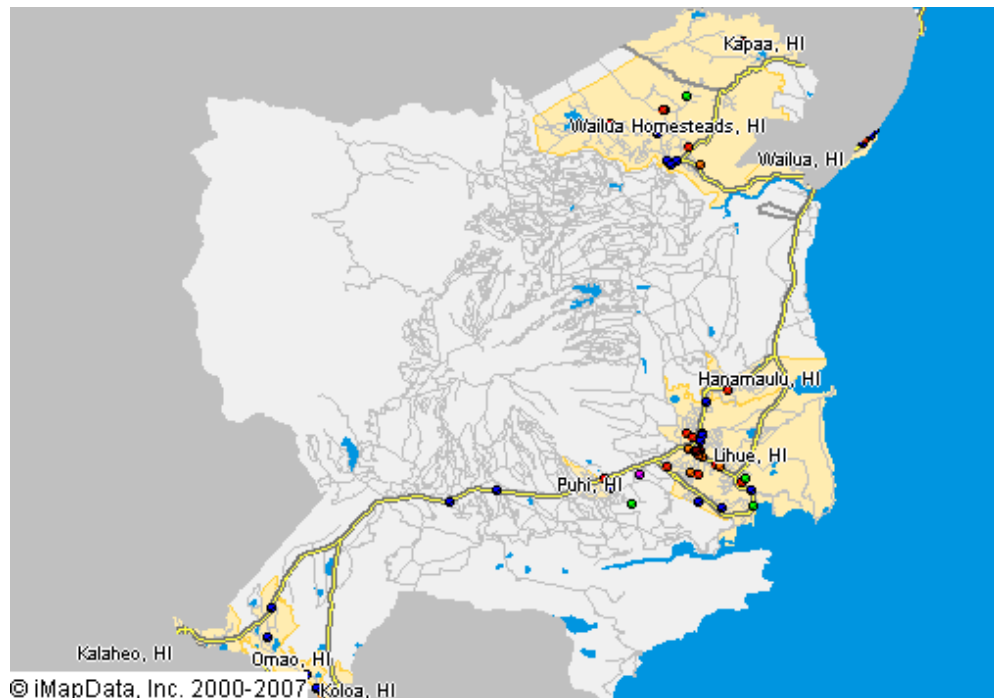 Kapaa, HI
Wailua Homesteads, HI
Wailua, HI
Hanamaulu, HI
Lihue, HI
Puhi, HI
Kalaheo, HI
Omao, HI
© iMapData, Inc. 2000-2007
Koloa, HI